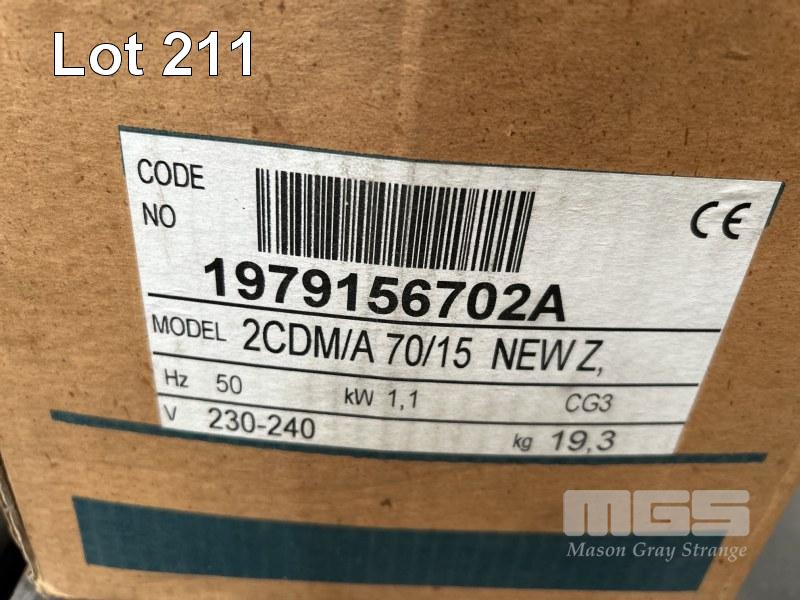 Lot 211
CODE
NO
CE
1979156702A
MODEL 2CDM/A 70/15 NEW Z,
Hz 50 kW 1,1 CG3
V 230-240 kg 19,3
MGS
Mason Gray Strange